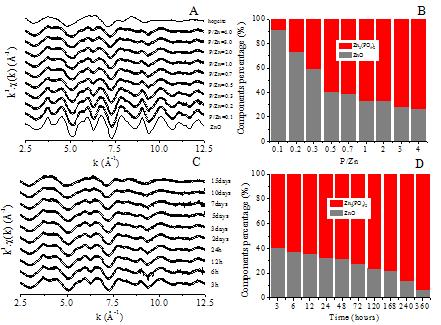 A
hopeite
P/Zn=6.0
P/Zn=3.0
P/Zn=2.0
P/Zn=1.0
P/Zn=0.7
P/Zn=0.5
P/Zn=0.3
P/Zn=0.2
P/Zn=0.1
ZnO
k³.χ(k) (Å⁻¹)
2.5 5.0 7.5 10.0 12.5
k (Å⁻¹)
B
Components percentage (%)
100
80
60
40
20
0
Zn₃(PO₄)₂
ZnO
0.1 0.2 0.3 0.5 0.7 1 2 3 4
P/Zn
C
15days
10days
7days
5days
3days
2days
24h
12h
6h
3h
k³.χ(k) (Å⁻¹)
2.5 5.0 7.5 10.0 12.5
k (Å⁻¹)
D
Components percentage (%)
100
80
60
40
20
0
Zn₃(PO₄)₂
ZnO
3 6 12 24 48 72 120 168 240 360
Time (hours)